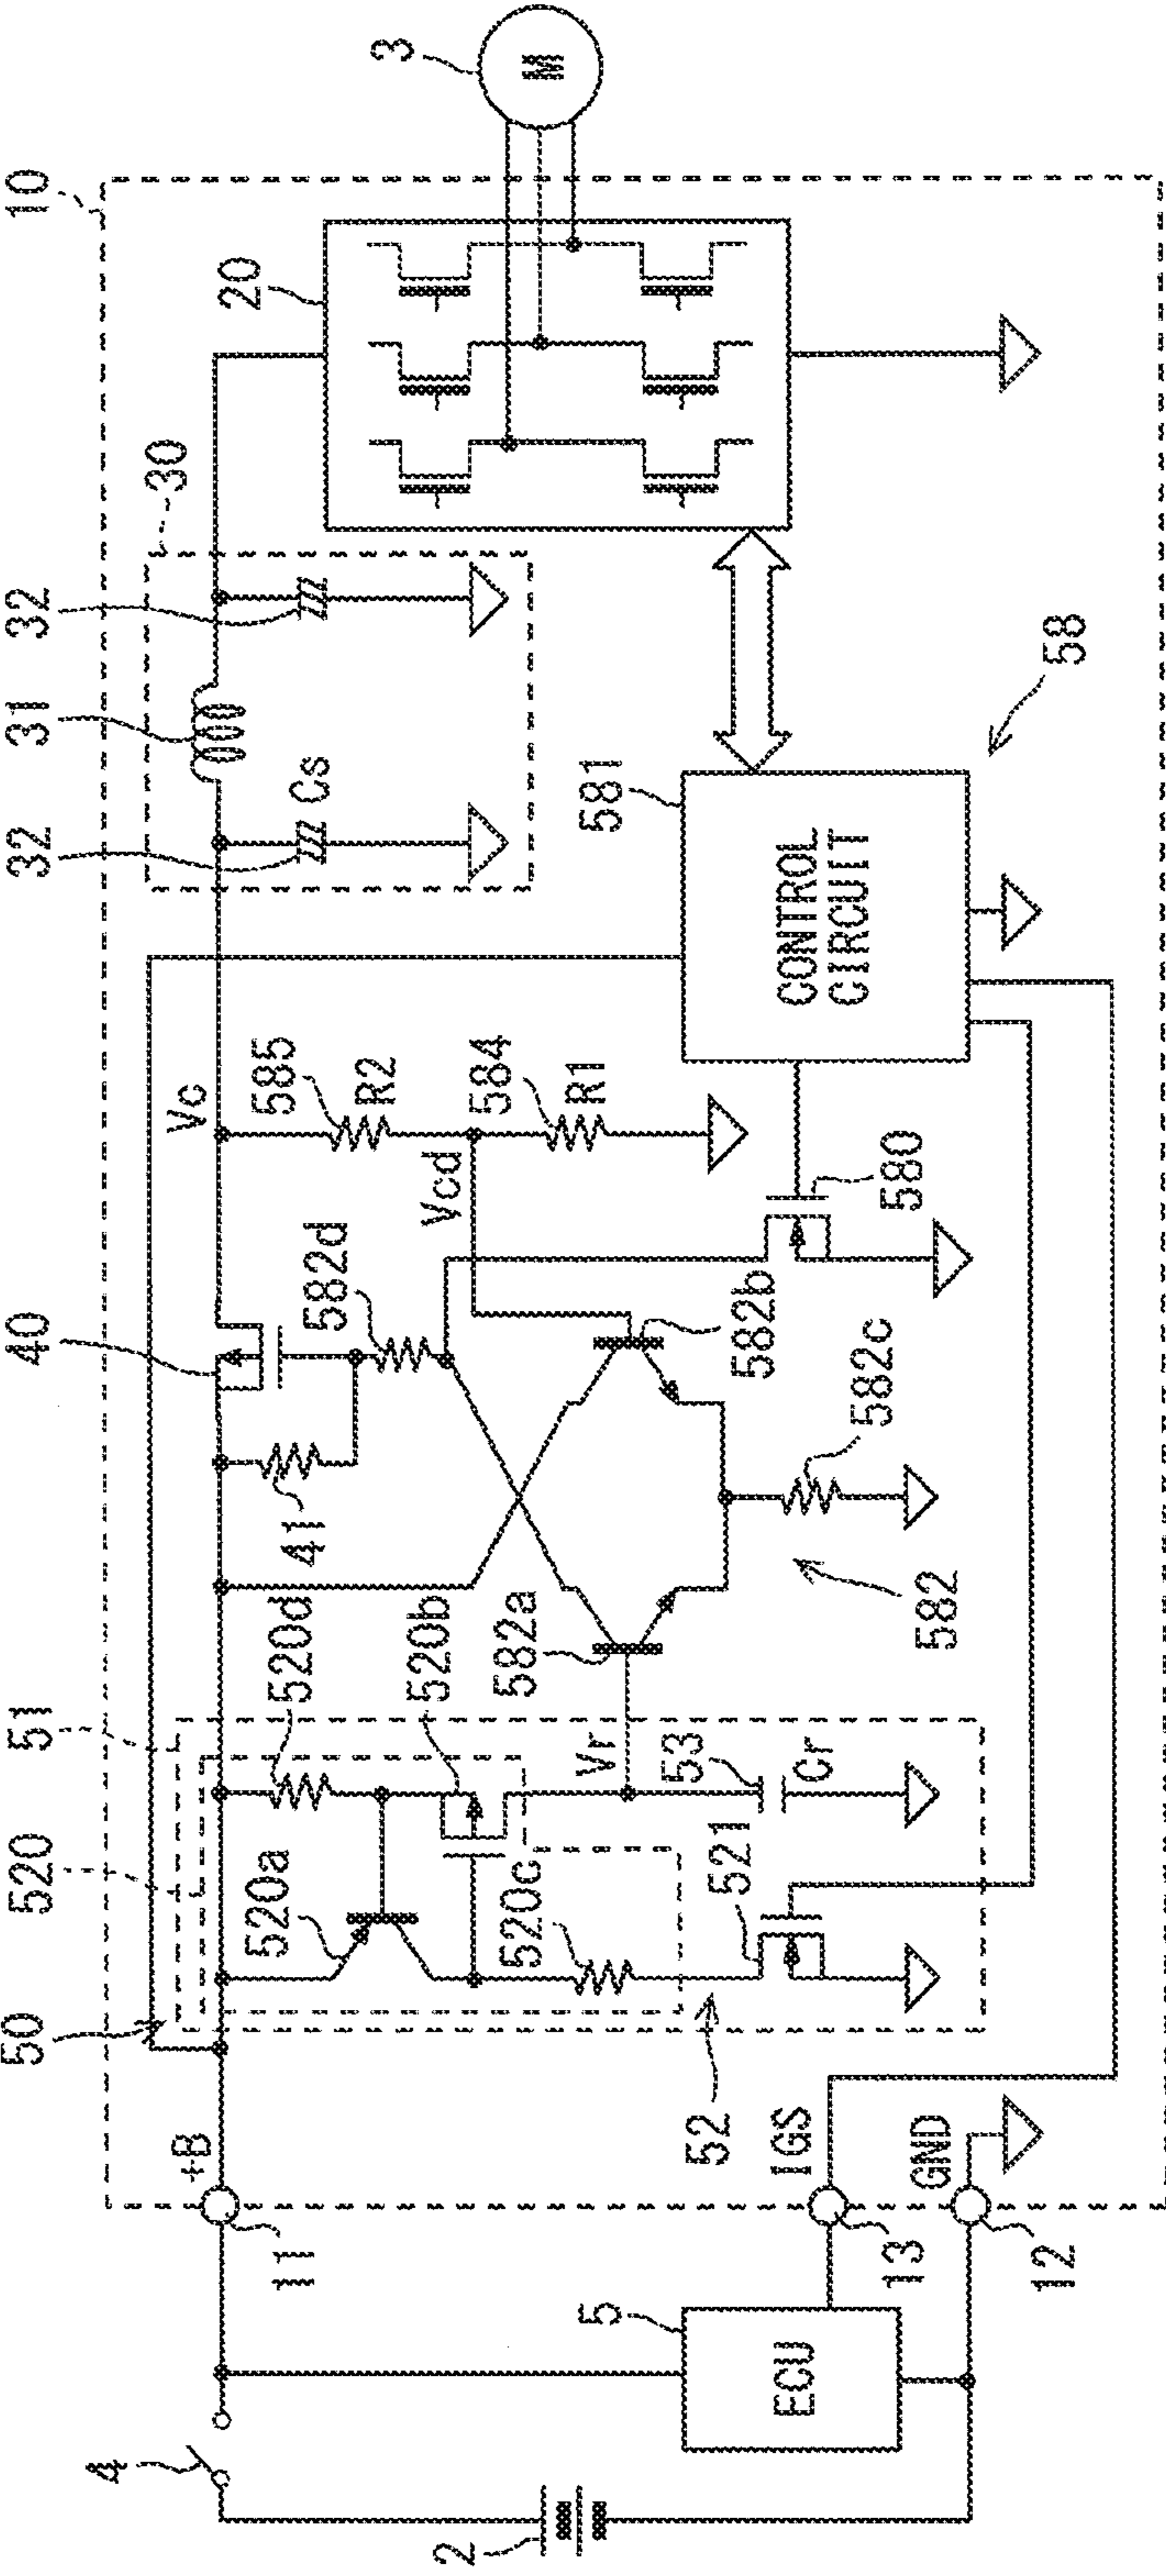 10
3
M
20
30
32
31
32
Cs
40
Vc
585
R2
584
R1
Vcd
582d
41
582b
582c
582
582a
580
581
CONTROL
CIRCUIT
58
50
520
51
520a
520d
520b
520c
521
52
Vr
53
Cr
+B
11
IGS
13
GND
12
4
2
5
ECU